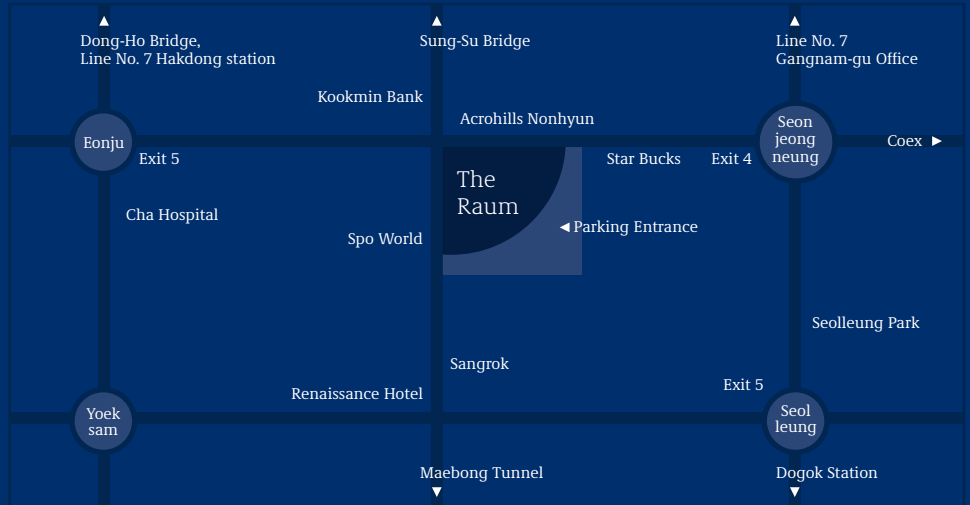 Dong-Ho Bridge,
Line No. 7 Hakdong station
Sung-Su Bridge
Line No. 7
Gangnam-gu Office
Kookmin Bank
Acrohills Nonhyun
Eonju
Exit 5
Star Bucks
Exit 4
Seon
jeong
neung
Coex ►
The
Raum
Cha Hospital
Spo World
◄ Parking Entrance
Seolleung Park
Sangrok
Renaissance Hotel
Exit 5
Yoek
sam
Seol
leung
Maebong Tunnel
Dogok Station